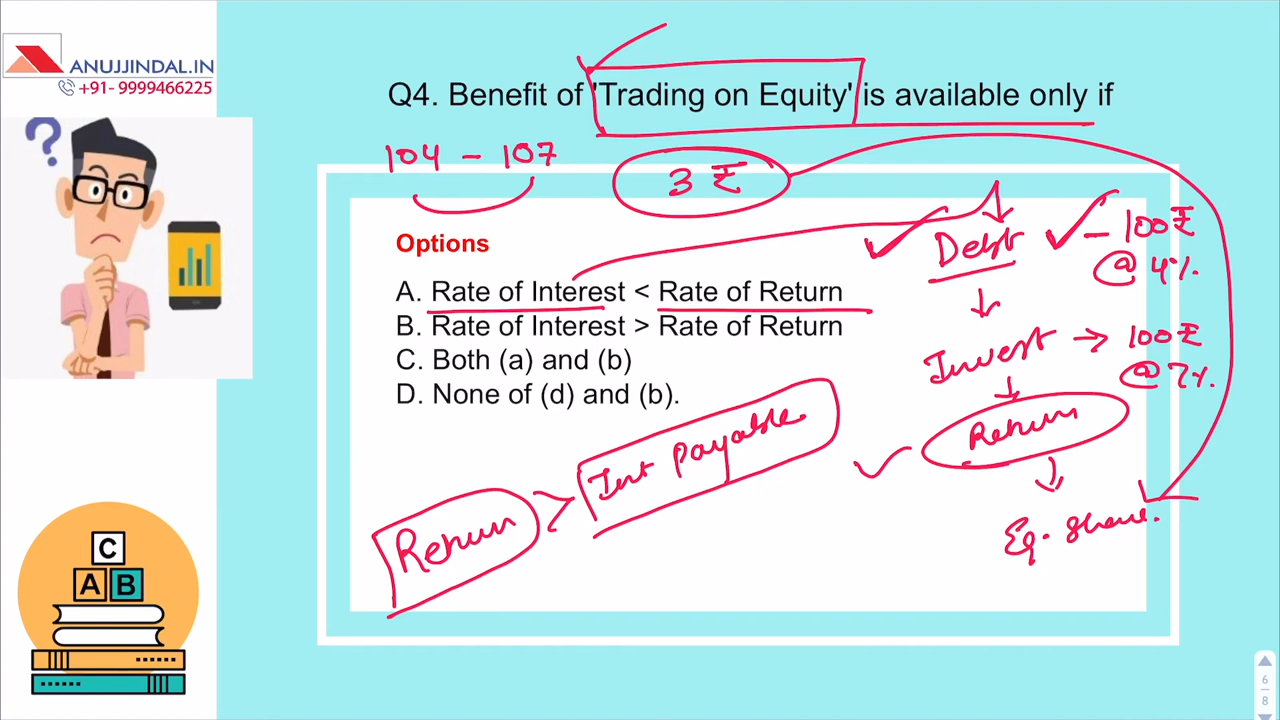 ANUJJINDAL.IN
+91- 9999466225
Q4. Benefit of 'Trading on Equity' is available only if
104 - 107
3 ₹
Options
A. Rate of Interest < Rate of Return
B. Rate of Interest > Rate of Return
C. Both (a) and (b)
D. None of (d) and (b).
Debt - 100₹
@ 4%
Invest → 100₹
@ 7%.
Return
Eq. Share.
Return > Int Payable
C
A B
6
8